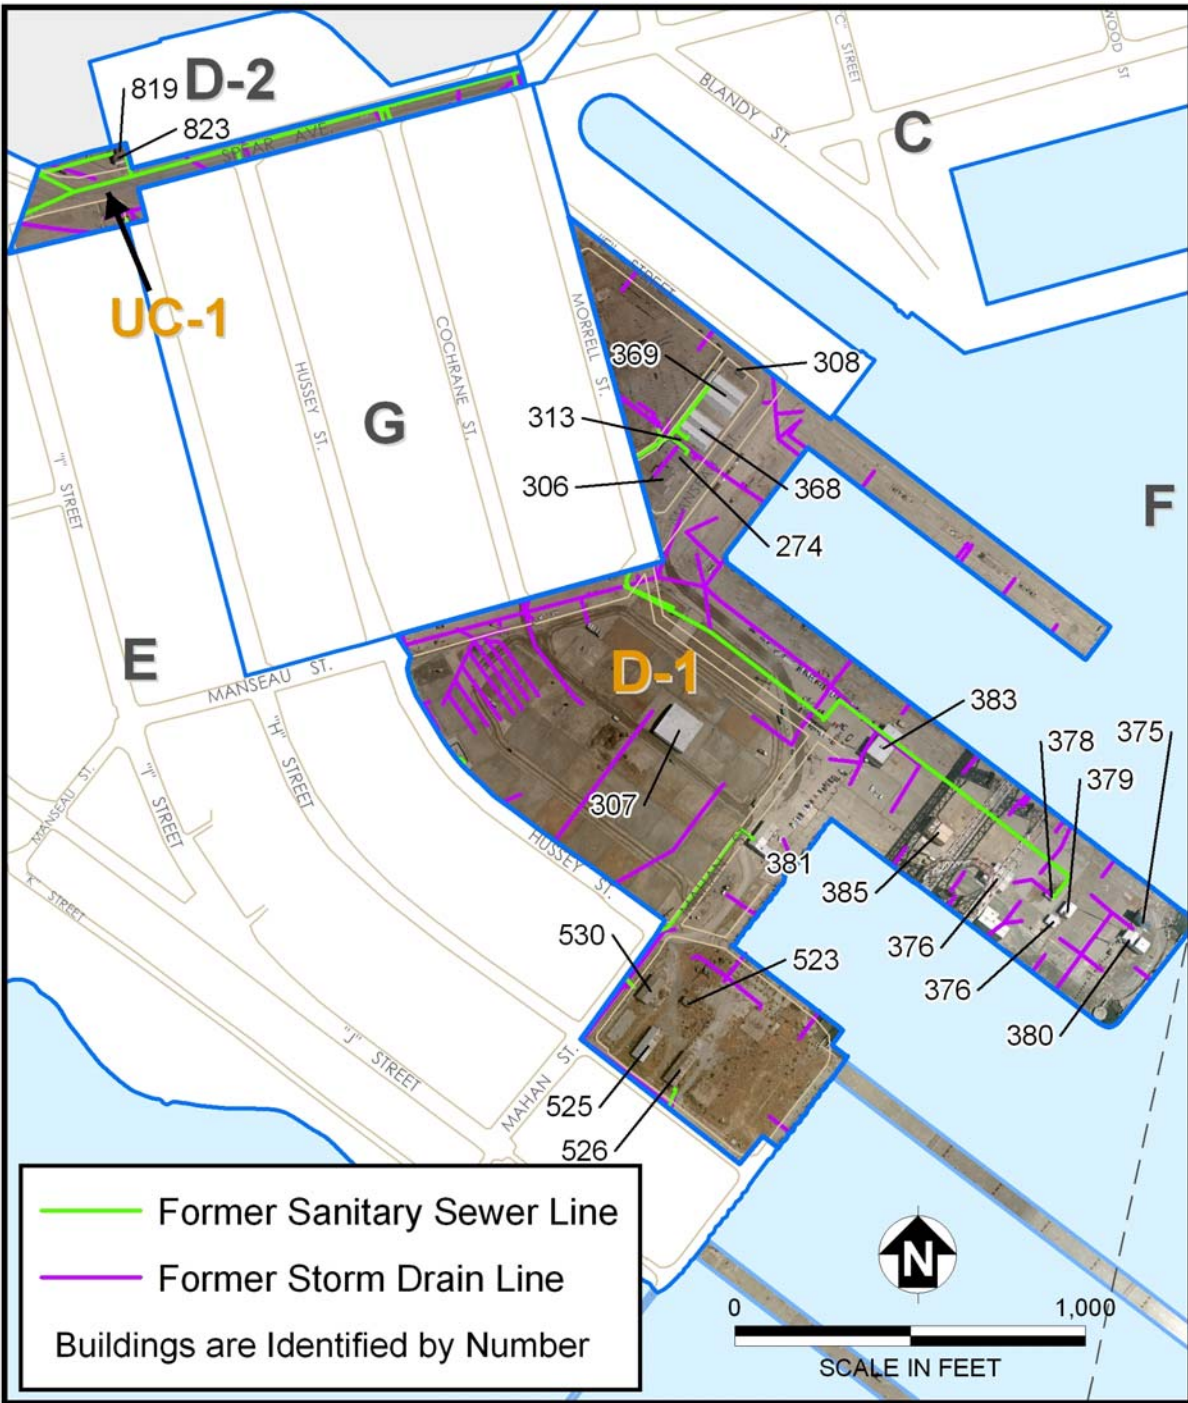 D-2
819
823
SPEAR AVE.
UC-1
"C" STREET
WOOD ST
BLANDY ST.
C
"F" STREET
MORRELL ST.
COCHRANE ST.
HUSSEY ST.
G
369
308
313
306
368
274
F
"I" STREET
E
MANSEAU ST.
D-1
383
378
375
379
307
381
385
376
376
380
"H" STREET
"I" STREET
MANSEAU ST.
"K" STREET
HUSSEY ST.
530
523
"J" STREET
MAHAN ST.
525
526
Former Sanitary Sewer Line
Former Storm Drain Line
Buildings are Identified by Number
N
0 1,000
SCALE IN FEET